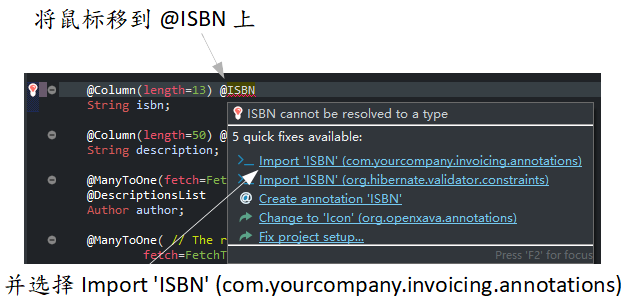 将鼠标移到 @ISBN 上
@Column(length=13) @ISBN
String isbn;
ISBN cannot be resolved to a type
5 quick fixes available:
@Column(length=50) @
String description;
Import 'ISBN' (com.yourcompany.invoicing.annotations)
Import 'ISBN' (org.hibernate.validator.constraints)
@ManyToOne(fetch=Fet
@DescriptionsList
Author author;
@ Create annotation 'ISBN'
Change to 'Icon' (org.openxava.annotations)
Fix project setup...
@ManyToOne( // The r
fetch=FetchT
Press 'F2' for focus
并选择 Import 'ISBN' (com.yourcompany.invoicing.annotations)